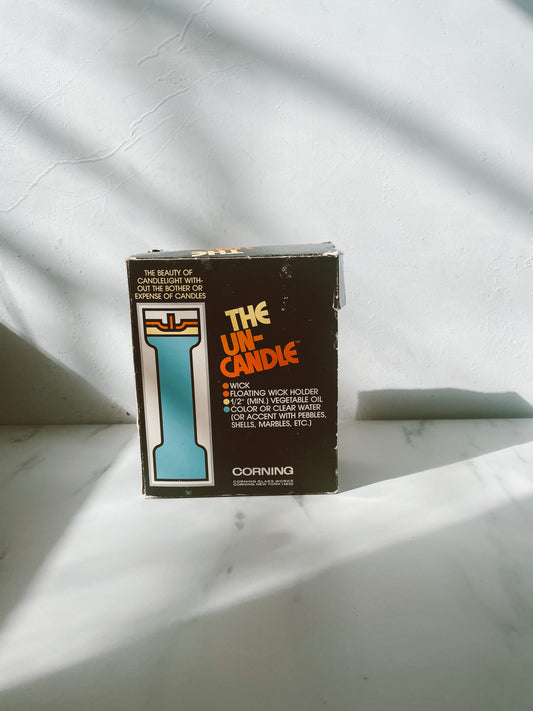 THE BEAUTY OF
CANDLELIGHT WITH-
OUT THE BOTHER OR
EXPENSE OF CANDLES
THE
UN-
CANDLE™
WICK
FLOATING WICK HOLDER
1/2" (MIN.) VEGETABLE OIL
COLOR OR CLEAR WATER
(OR ACCENT WITH PEBBLES,
SHELLS, MARBLES, ETC.)
CORNING
CORNING GLASS WORKS
CORNING, NEW YORK 14830